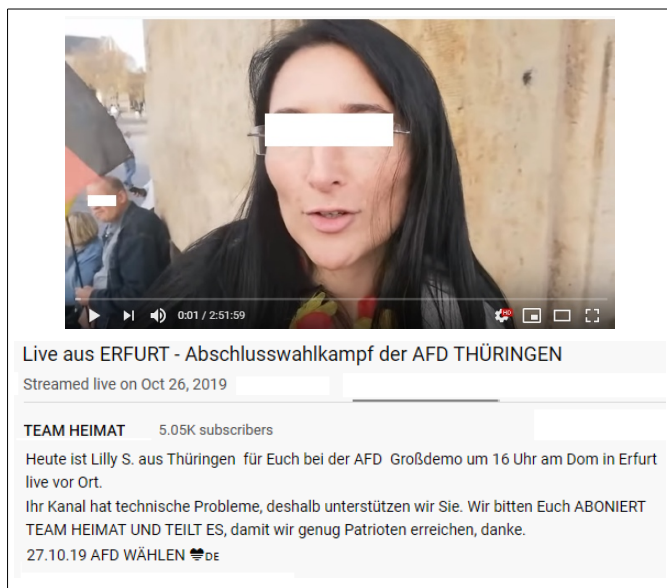 0:01 / 2:51:59
HD
Live aus ERFURT - Abschlusswahlkampf der AFD THÜRINGEN
Streamed live on Oct 26, 2019
TEAM HEIMAT 5.05K subscribers
Heute ist Lilly S. aus Thüringen für Euch bei der AFD Großdemo um 16 Uhr am Dom in Erfurt
live vor Ort.
Ihr Kanal hat technische Probleme, deshalb unterstützen wir Sie. Wir bitten Euch ABONIERT
TEAM HEIMAT UND TEILT ES, damit wir genug Patrioten erreichen, danke.
27.10.19 AFD WÄHLEN 🖤DE